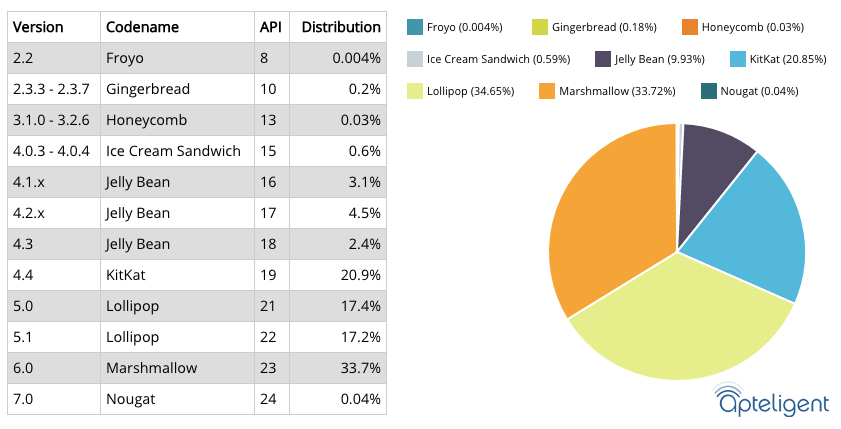 Version Codename API Distribution
2.2 Froyo 8 0.004%
2.3.3 - 2.3.7 Gingerbread 10 0.2%
3.1.0 - 3.2.6 Honeycomb 13 0.03%
4.0.3 - 4.0.4 Ice Cream Sandwich 15 0.6%
4.1.x Jelly Bean 16 3.1%
4.2.x Jelly Bean 17 4.5%
4.3 Jelly Bean 18 2.4%
4.4 KitKat 19 20.9%
5.0 Lollipop 21 17.4%
5.1 Lollipop 22 17.2%
6.0 Marshmallow 23 33.7%
7.0 Nougat 24 0.04%
Froyo (0.004%) Gingerbread (0.18%) Honeycomb (0.03%)
Ice Cream Sandwich (0.59%) Jelly Bean (9.93%) KitKat (20.85%)
Lollipop (34.65%) Marshmallow (33.72%) Nougat (0.04%)
apteligent